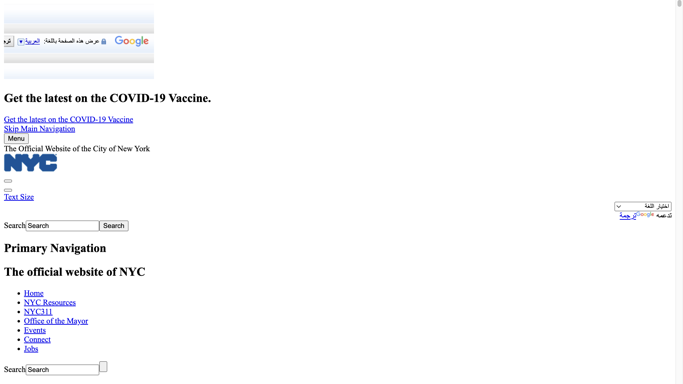 عرض هذه الصفحة باللغة: العربية
Google
Get the latest on the COVID-19 Vaccine.
Get the latest on the COVID-19 Vaccine
Skip Main Navigation
Menu
The Official Website of the City of New York
NYC
Text Size
اختيار اللغة
تدعمه Google ترجمة
Search Search Search
Primary Navigation
The official website of NYC
Home
NYC Resources
NYC311
Office of the Mayor
Events
Connect
Jobs
Search Search